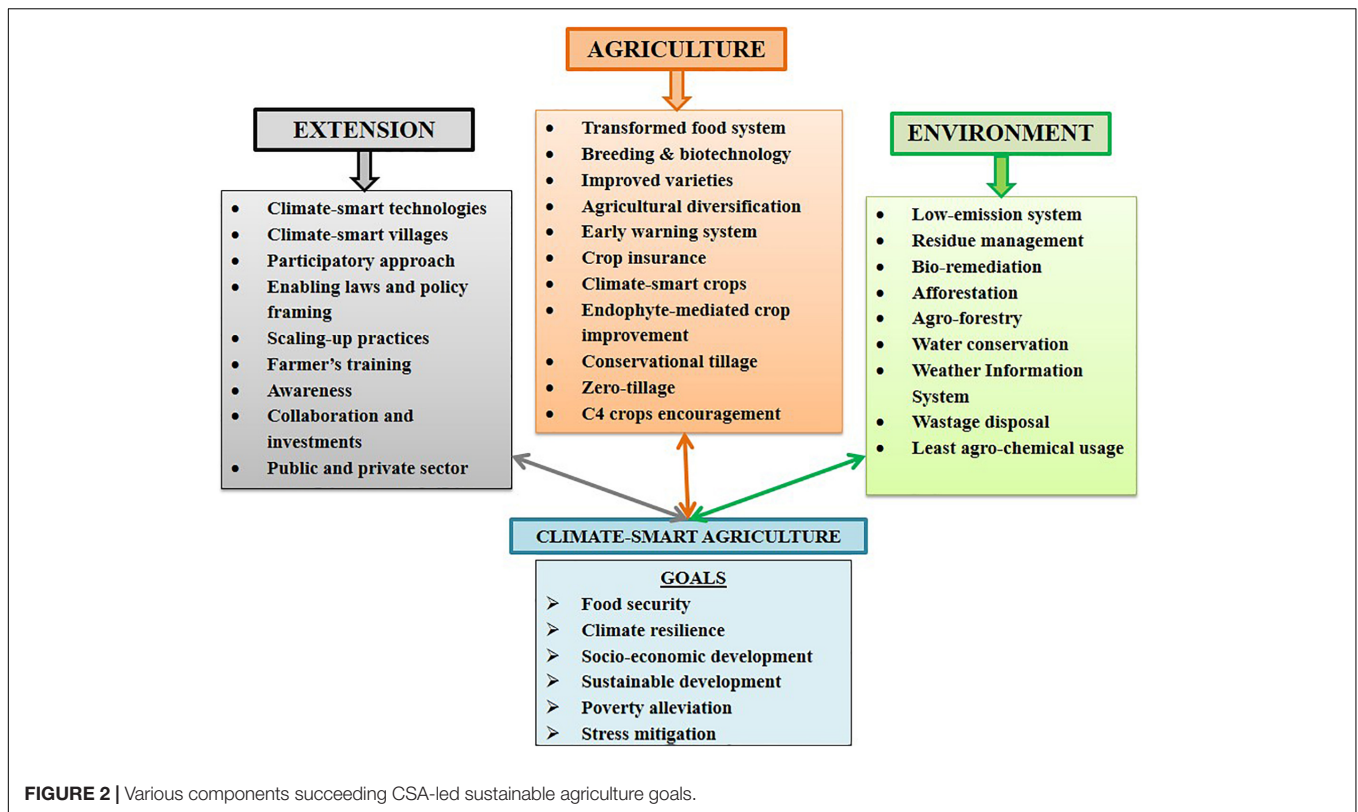 AGRICULTURE
• Transformed food system
• Breeding & biotechnology
• Improved varieties
• Agricultural diversification
• Early warning system
• Crop insurance
• Climate-smart crops
• Endophyte-mediated crop
improvement
• Conservational tillage
• Zero-tillage
• C4 crops encouragement
EXTENSION
• Climate-smart technologies
• Climate-smart villages
• Participatory approach
• Enabling laws and policy
framing
• Scaling-up practices
• Farmer’s training
• Awareness
• Collaboration and
investments
• Public and private sector
ENVIRONMENT
• Low-emission system
• Residue management
• Bio-remediation
• Afforestation
• Agro-forestry
• Water conservation
• Weather Information
System
• Wastage disposal
• Least agro-chemical usage
CLIMATE-SMART AGRICULTURE
GOALS
➢ Food security
➢ Climate resilience
➢ Socio-economic development
➢ Sustainable development
➢ Poverty alleviation
➢ Stress mitigation
FIGURE 2 | Various components succeeding CSA-led sustainable agriculture goals.